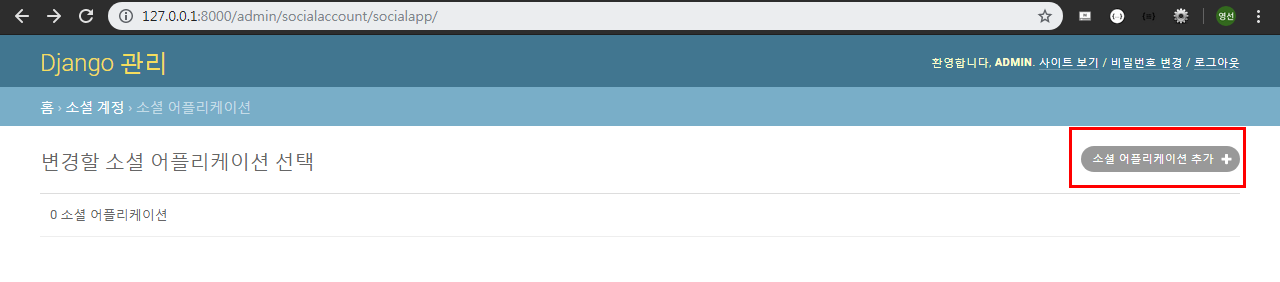 127.0.0.1:8000/admin/socialaccount/socialapp/
영선
Django 관리
환영합니다, ADMIN. 사이트 보기 / 비밀번호 변경 / 로그아웃
홈 › 소셜 계정 › 소셜 어플리케이션
변경할 소셜 어플리케이션 선택
소셜 어플리케이션 추가
0 소셜 어플리케이션